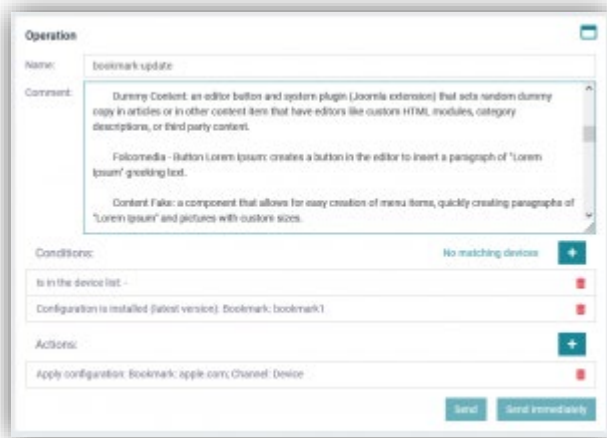 Operation
Name: bookmark update
Comment: Dummy Content: an editor button and system plugin (Joomla extension) that sets random dummy
copy in articles or in other content item that have editors like custom HTML modules, category
descriptions, or third party content.
Folcomedia - Button Lorem Ipsum: creates a button in the editor to insert a paragraph of "Lorem
Ipsum" greeking text.
Content Fake: a component that allows for easy creation of menu items, quickly creating paragraphs of
"Lorem Ipsum" and pictures with custom sizes.
Conditions: No matching devices +
Is in the device list: -
Configuration is installed (latest version): Bookmark: bookmark1
Actions: +
Apply configuration: Bookmark: apple.com; Channel: Device
Send Send immediately